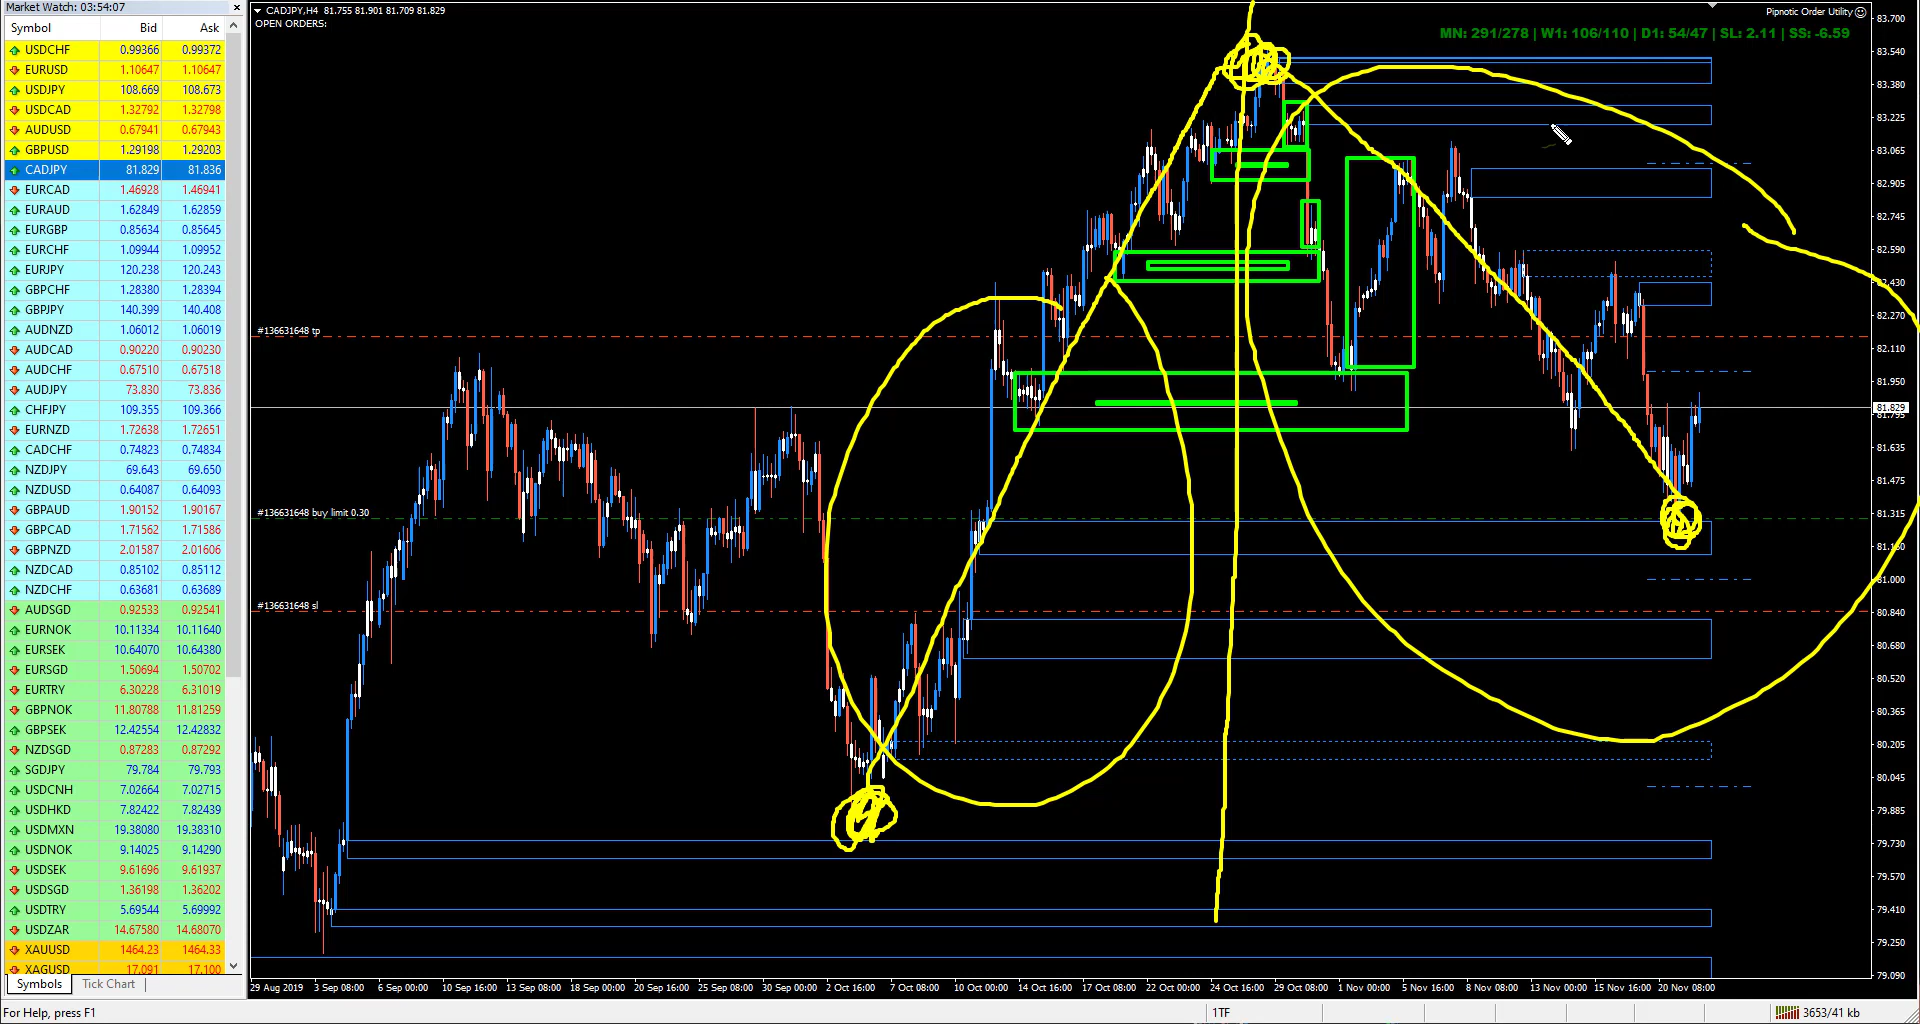 Market Watch: 03:54:07
Symbol Bid Ask
USDCHF 0.99366 0.99372
EURUSD 1.10647 1.10647
USDJPY 108.669 108.673
USDCAD 1.32792 1.32798
AUDUSD 0.67941 0.67943
GBPUSD 1.29198 1.29203
CADJPY 81.829 81.836
EURCAD 1.46928 1.46941
EURAUD 1.62849 1.62859
EURGBP 0.85634 0.85645
EURCHF 1.09944 1.09952
EURJPY 120.238 120.243
GBPCHF 1.28380 1.28394
GBPJPY 140.399 140.408
AUDNZD 1.06012 1.06019
AUDCAD 0.90220 0.90230
AUDCHF 0.67510 0.67518
AUDJPY 73.830 73.836
CHFJPY 109.355 109.366
EURNZD 1.72638 1.72651
CADCHF 0.74823 0.74834
NZDJPY 69.643 69.650
NZDUSD 0.64087 0.64093
GBPAUD 1.90152 1.90167
GBPCAD 1.71562 1.71586
GBPNZD 2.01587 2.01606
NZDCAD 0.85102 0.85112
NZDCHF 0.63681 0.63689
AUDSGD 0.92533 0.92541
EURNOK 10.11334 10.11640
EURSEK 10.64070 10.64380
EURSGD 1.50694 1.50702
EURTRY 6.30228 6.31019
GBPNOK 11.80788 11.81259
GBPSEK 12.42554 12.42832
NZDSGD 0.87283 0.87292
SGDJPY 79.784 79.793
USDCNH 7.02664 7.02715
USDHKD 7.82422 7.82439
USDMXN 19.38080 19.38310
USDNOK 9.14025 9.14290
USDSEK 9.61696 9.61937
USDSGD 1.36198 1.36202
USDTRY 5.69544 5.69992
USDZAR 14.67580 14.68070
XAUUSD 1464.23 1464.33
XAGUSD 17.091 17.100
Symbols Tick Chart
For Help, press F1
CADJPY,H4 81.755 81.901 81.709 81.829
OPEN ORDERS:
Pipnotic Order Utility
MN: 291/278 | W1: 106/110 | D1: 54/47 | SL: 2.11 | SS: -6.59
#136631648 tp
#136631648 buy limit 0.30
#136631648 sl
83.700
83.540
83.380
83.225
83.065
82.905
82.745
82.590
82.430
82.270
82.110
81.950
81.829
81.795
81.635
81.475
81.315
81.160
81.000
80.840
80.680
80.520
80.365
80.205
80.045
79.885
79.730
79.570
79.410
79.250
79.090
29 Aug 2019 3 Sep 08:00 6 Sep 00:00 10 Sep 16:00 13 Sep 08:00 18 Sep 00:00 20 Sep 16:00 25 Sep 08:00 30 Sep 00:00 2 Oct 16:00 7 Oct 08:00 10 Oct 00:00 14 Oct 16:00 17 Oct 08:00 22 Oct 00:00 24 Oct 16:00 29 Oct 08:00 1 Nov 00:00 5 Nov 16:00 8 Nov 08:00 13 Nov 00:00 15 Nov 16:00 20 Nov 08:00
1TF
3653/41 kb